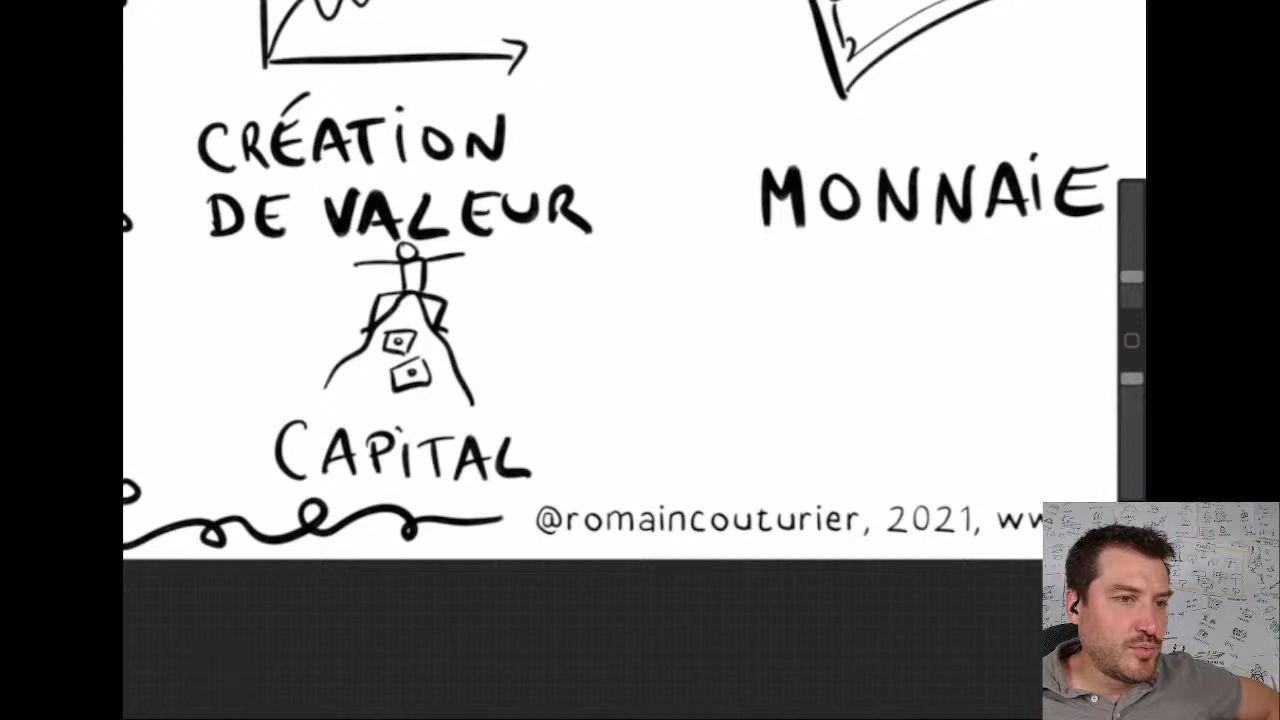 CRÉATION
DE VALEUR
MONNAIE
CAPITAL
@romaincouturier, 2021,